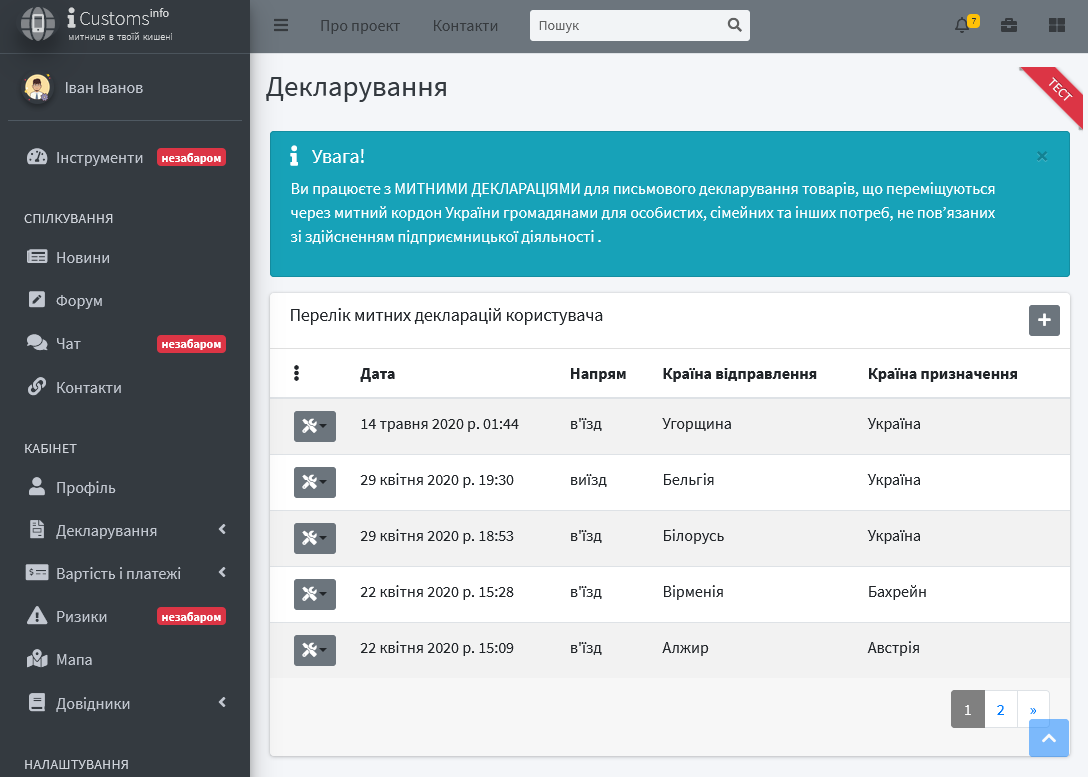 iCustoms info
митниця в твоїй кишені
Про проект
Контакти
Пошук
7
Іван Іванов
Інструменти незабаром
СПІЛКУВАННЯ
Новини
Форум
Чат незабаром
Контакти
КАБІНЕТ
Профіль
Декларування
Вартість і платежі
Ризики незабаром
Мапа
Довідники
НАЛАШТУВАННЯ
Декларування
ТЕСТ
Увага!
×
Ви працюєте з МИТНИМИ ДЕКЛАРАЦІЯМИ для письмового декларування товарів, що переміщуються
через митний кордон України громадянами для особистих, сімейних та інших потреб, не пов’язаних
зі здійсненням підприємницької діяльності .
Перелік митних декларацій користувача
Дата Напрям Країна відправлення Країна призначення
14 травня 2020 р. 01:44 в'їзд Угорщина Україна
29 квітня 2020 р. 19:30 виїзд Бельгія Україна
29 квітня 2020 р. 18:53 в'їзд Білорусь Україна
22 квітня 2020 р. 15:28 в'їзд Вірменія Бахрейн
22 квітня 2020 р. 15:09 в'їзд Алжир Австрія
1 2 »